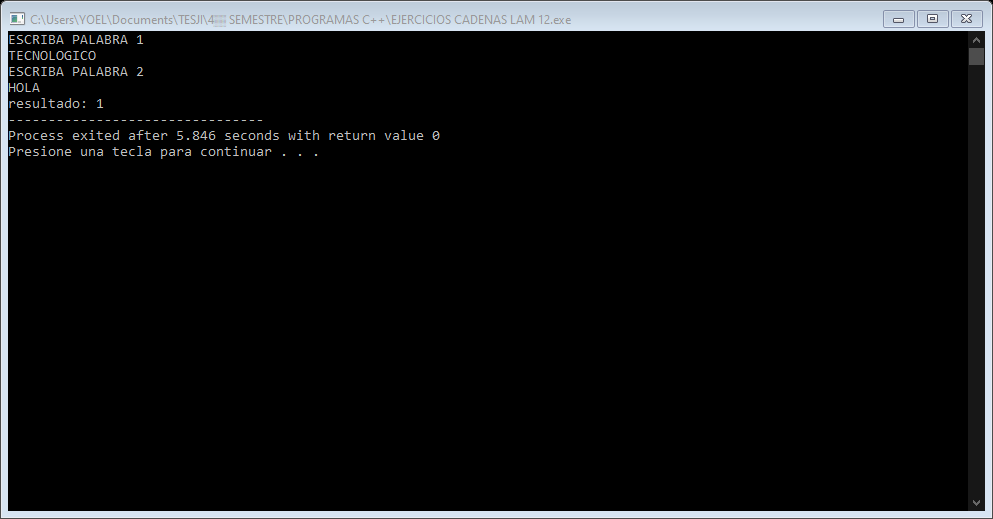 C:\Users\YOEL\Documents\TESJI\4 SEMESTRE\PROGRAMAS C++\EJERCICIOS CADENAS LAM 12.exe
ESCRIBA PALABRA 1
TECNOLOGICO
ESCRIBA PALABRA 2
HOLA
resultado: 1
--------------------------------
Process exited after 5.846 seconds with return value 0
Presione una tecla para continuar . . .